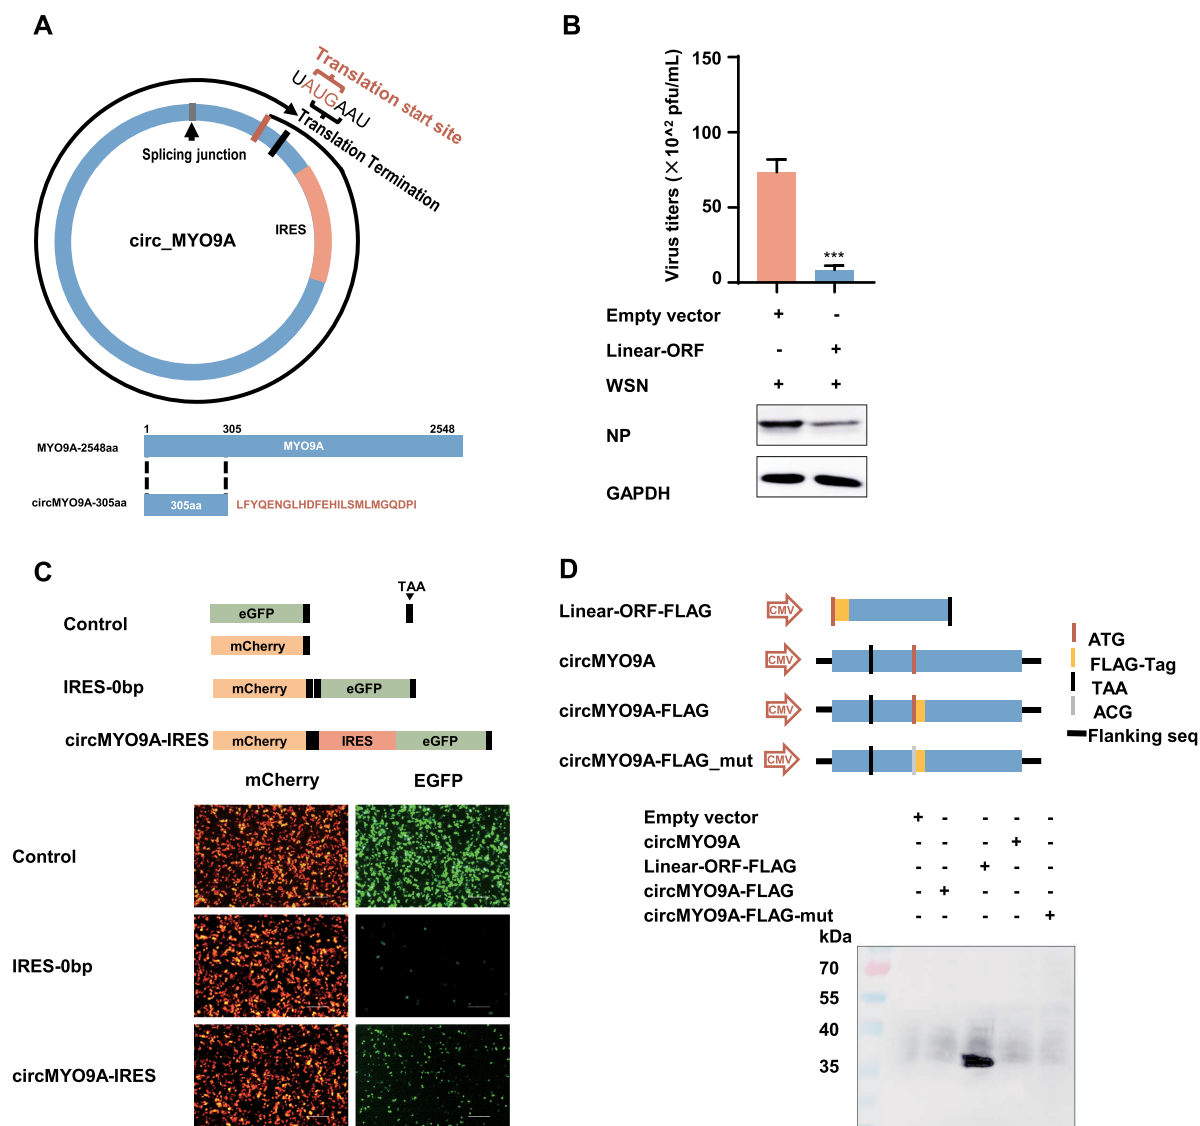 A
Translation start site
UAUGAAU
Translation Termination
Splicing junction
IRES
circ_MYO9A
1 305 2548
MYO9A-2548aa MYO9A
circMYO9A-305aa 305aa LFYQENGLHDFEHILSMLMGQDPI
B
Virus titers (×10^2 pfu/mL)
150
100
50
0
***
Empty vector + -
Linear-ORF - +
WSN + +
NP
GAPDH
C
TAA
Control eGFP
mCherry
IRES-0bp mCherry eGFP
circMYO9A-IRES mCherry IRES eGFP
mCherry EGFP
Control
IRES-0bp
circMYO9A-IRES
D
Linear-ORF-FLAG CMV
circMYO9A CMV
circMYO9A-FLAG CMV
circMYO9A-FLAG_mut CMV
ATG
FLAG-Tag
TAA
ACG
Flanking seq
Empty vector + - - - -
circMYO9A - - - + -
Linear-ORF-FLAG - - + - -
circMYO9A-FLAG - + - - -
circMYO9A-FLAG-mut - - - - +
kDa
70
55
40
35